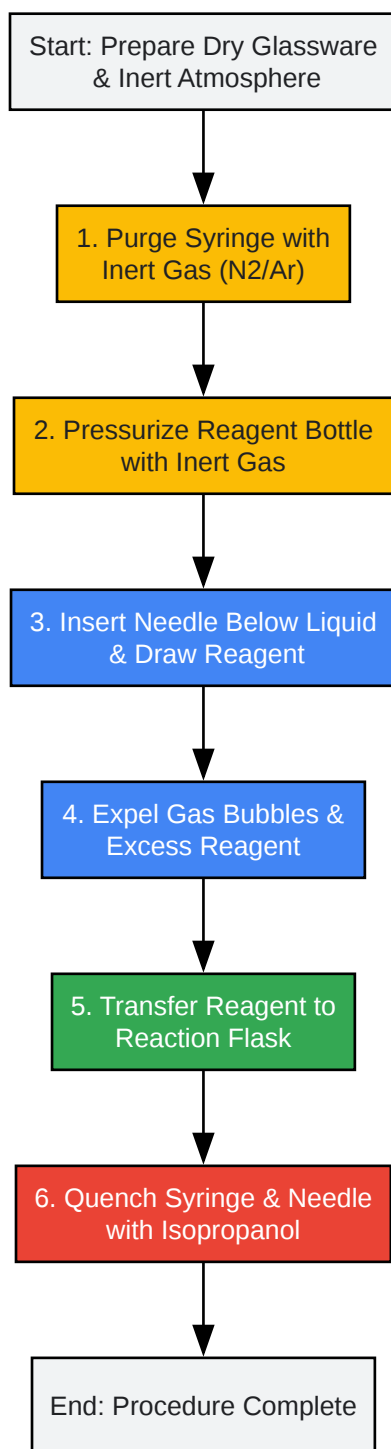 Start: Prepare Dry Glassware
& Inert Atmosphere
1. Purge Syringe with
Inert Gas (N2/Ar)
2. Pressurize Reagent Bottle
with Inert Gas
3. Insert Needle Below Liquid
& Draw Reagent
4. Expel Gas Bubbles &
Excess Reagent
5. Transfer Reagent to
Reaction Flask
6. Quench Syringe & Needle
with Isopropanol
End: Procedure Complete